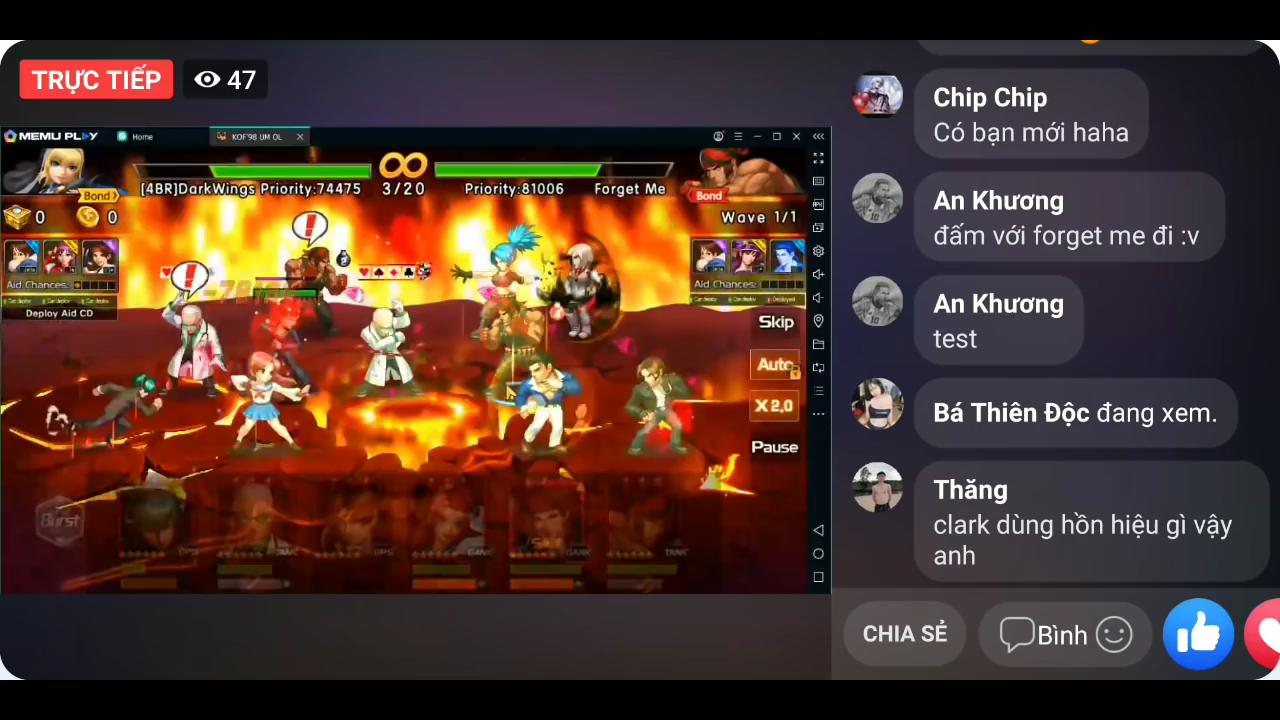 TRỰC TIẾP 47
MEMU PLAY Home KOF'98 UM OL
[4BR]DarkWings Priority:74475 3/20 Priority:81006 Forget Me
Bond Bond
0 0 Wave 1/1
Aid Chances: Aid Chances:
Deploy Aid CD
Skip
Auto
X2.0
Pause
Burst
Chip Chip
Có bạn mới haha
An Khương
đấm với forget me đi :v
An Khương
test
Bá Thiên Độc đang xem.
Thăng
clark dùng hồn hiệu gì vậy
anh
CHIA SẺ Bình